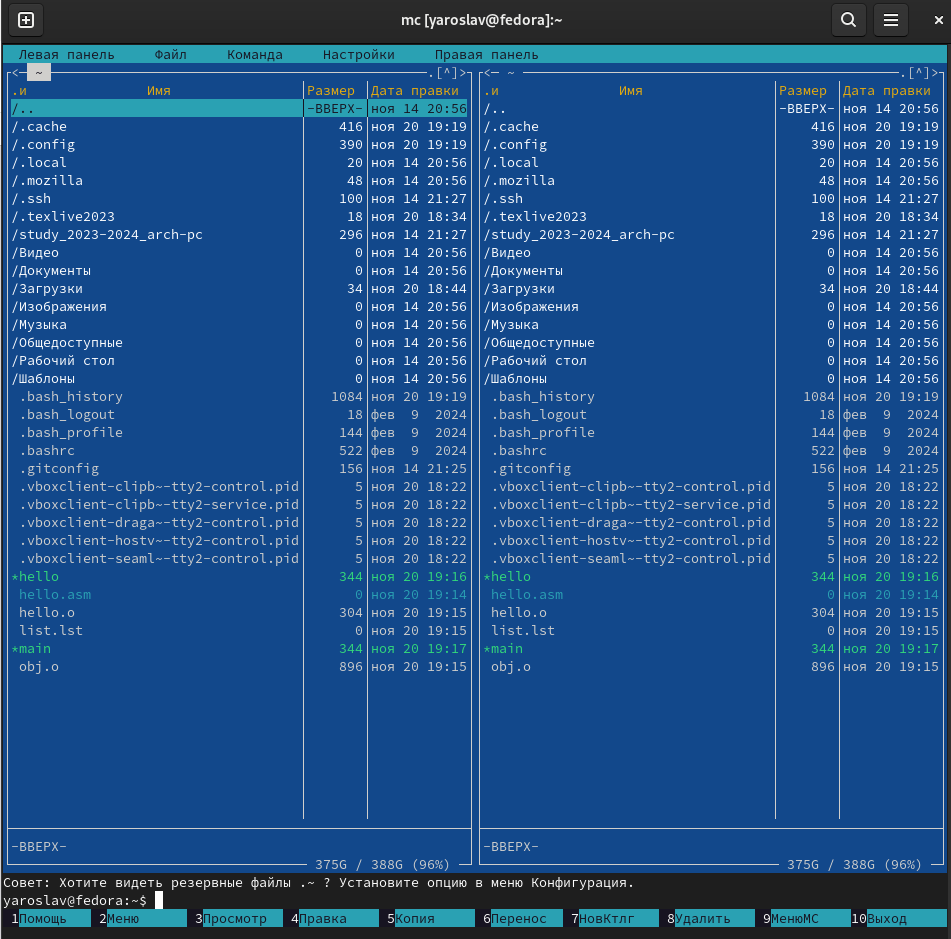 mc [yaroslav@fedora]:~
Левая панель Файл Команда Настройки Правая панель
<─ ~ ─.[^]>
.и Имя Размер Дата правки
/.. -ВВЕРХ- ноя 14 20:56
/.cache 416 ноя 20 19:19
/.config 390 ноя 20 19:19
/.local 20 ноя 14 20:56
/.mozilla 48 ноя 14 20:56
/.ssh 100 ноя 14 21:27
/.texlive2023 18 ноя 20 18:34
/study_2023-2024_arch-pc 296 ноя 14 21:27
/Видео 0 ноя 14 20:56
/Документы 0 ноя 14 20:56
/Загрузки 34 ноя 20 18:44
/Изображения 0 ноя 14 20:56
/Музыка 0 ноя 14 20:56
/Общедоступные 0 ноя 14 20:56
/Рабочий стол 0 ноя 14 20:56
/Шаблоны 0 ноя 14 20:56
.bash_history 1084 ноя 20 19:19
.bash_logout 18 фев 9 2024
.bash_profile 144 фев 9 2024
.bashrc 522 фев 9 2024
.gitconfig 156 ноя 14 21:25
.vboxclient-clipb~-tty2-control.pid 5 ноя 20 18:22
.vboxclient-clipb~-tty2-service.pid 5 ноя 20 18:22
.vboxclient-draga~-tty2-control.pid 5 ноя 20 18:22
.vboxclient-hostv~-tty2-control.pid 5 ноя 20 18:22
.vboxclient-seaml~-tty2-control.pid 5 ноя 20 18:22
*hello 344 ноя 20 19:16
hello.asm 0 ноя 20 19:14
hello.o 304 ноя 20 19:15
list.lst 0 ноя 20 19:15
*main 344 ноя 20 19:17
obj.o 896 ноя 20 19:15
-ВВЕРХ-
375G / 388G (96%)
<─ ~ ─.[^]>
.и Имя Размер Дата правки
/.. -ВВЕРХ- ноя 14 20:56
/.cache 416 ноя 20 19:19
/.config 390 ноя 20 19:19
/.local 20 ноя 14 20:56
/.mozilla 48 ноя 14 20:56
/.ssh 100 ноя 14 21:27
/.texlive2023 18 ноя 20 18:34
/study_2023-2024_arch-pc 296 ноя 14 21:27
/Видео 0 ноя 14 20:56
/Документы 0 ноя 14 20:56
/Загрузки 34 ноя 20 18:44
/Изображения 0 ноя 14 20:56
/Музыка 0 ноя 14 20:56
/Общедоступные 0 ноя 14 20:56
/Рабочий стол 0 ноя 14 20:56
/Шаблоны 0 ноя 14 20:56
.bash_history 1084 ноя 20 19:19
.bash_logout 18 фев 9 2024
.bash_profile 144 фев 9 2024
.bashrc 522 фев 9 2024
.gitconfig 156 ноя 14 21:25
.vboxclient-clipb~-tty2-control.pid 5 ноя 20 18:22
.vboxclient-clipb~-tty2-service.pid 5 ноя 20 18:22
.vboxclient-draga~-tty2-control.pid 5 ноя 20 18:22
.vboxclient-hostv~-tty2-control.pid 5 ноя 20 18:22
.vboxclient-seaml~-tty2-control.pid 5 ноя 20 18:22
*hello 344 ноя 20 19:16
hello.asm 0 ноя 20 19:14
hello.o 304 ноя 20 19:15
list.lst 0 ноя 20 19:15
*main 344 ноя 20 19:17
obj.o 896 ноя 20 19:15
-ВВЕРХ-
375G / 388G (96%)
Совет: Хотите видеть резервные файлы .~ ? Установите опцию в меню Конфигурация.
yaroslav@fedora:~$
1Помощь 2Меню 3Просмотр 4Правка 5Копия 6Перенос 7НовКтлг 8Удалить 9МенюMC 10Выход